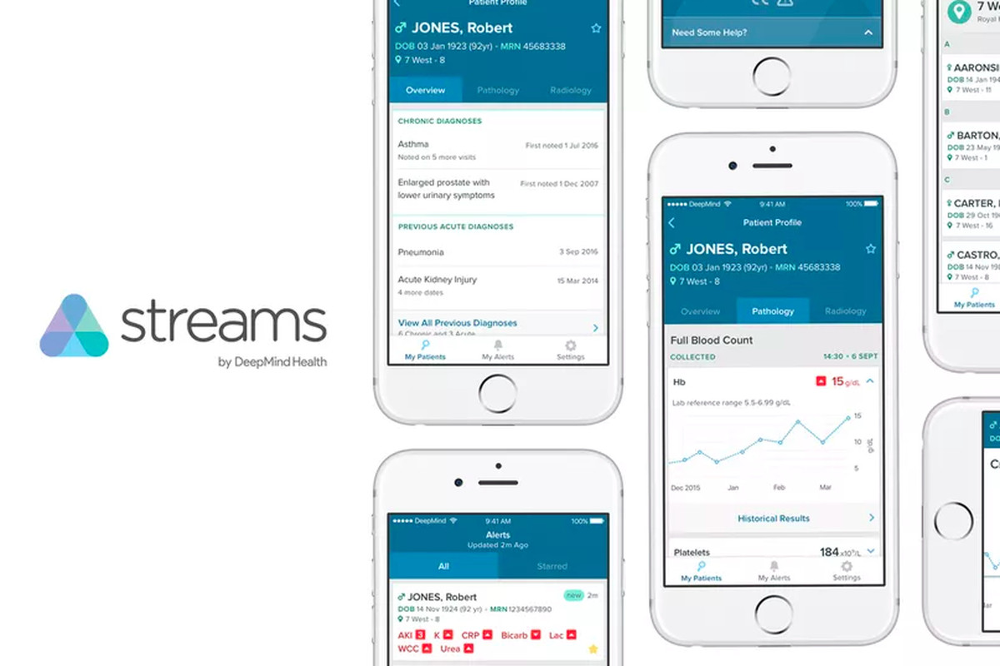 streams
by DeepMind Health
Patient Profile
JONES, Robert
DOB 03 Jan 1923 (92yr) - MRN 45683338
7 West - 8
Overview Pathology Radiology
CHRONIC DIAGNOSES
Asthma First noted 1 Jul 2016
Noted on 5 more visits
Enlarged prostate with First noted 1 Dec 2007
lower urinary symptoms
PREVIOUS ACUTE DIAGNOSES
Pneumonia 3 Sep 2016
Acute Kidney Injury 15 Mar 2014
4 more dates
View All Previous Diagnoses
6 Chronic and 3 Acute
My Patients My Alerts Settings
DeepMind 9:41 AM 100%
Alerts
Updated 2m Ago
All Starred
JONES, Robert new 2m
DOB 14 Nov 1924 (92 yr) - MRN 1234567890
7 West - 8
AKI 3 K CRP Bicarb Lac
WCC Urea
Need Some Help?
DeepMind 9:41 AM 100%
Patient Profile
JONES, Robert
DOB 03 Jan 1923 (92yr) - MRN 45683338
7 West - 8
Overview Pathology Radiology
Full Blood Count
COLLECTED 14:30 - 6 SEPT
Hb 15 g/dL
Lab reference range 5.5-6.99 g/dL
15
10
5
g/dL
Dec 2015 Jan Feb Mar
Historical Results
Platelets 184 x10⁹/L
My Patients My Alerts Settings
7 We
Royal
A
AARONS
DOB 14 Jan 194
7 West - 11
B
BARTON,
DOB 23 May 19
7 West - 1
C
CARTER,
DOB 29 Oct 19
7 West - 16
CASTRO,
DOB 14 Nov 19
7 West - 8
My Patients
DO
C